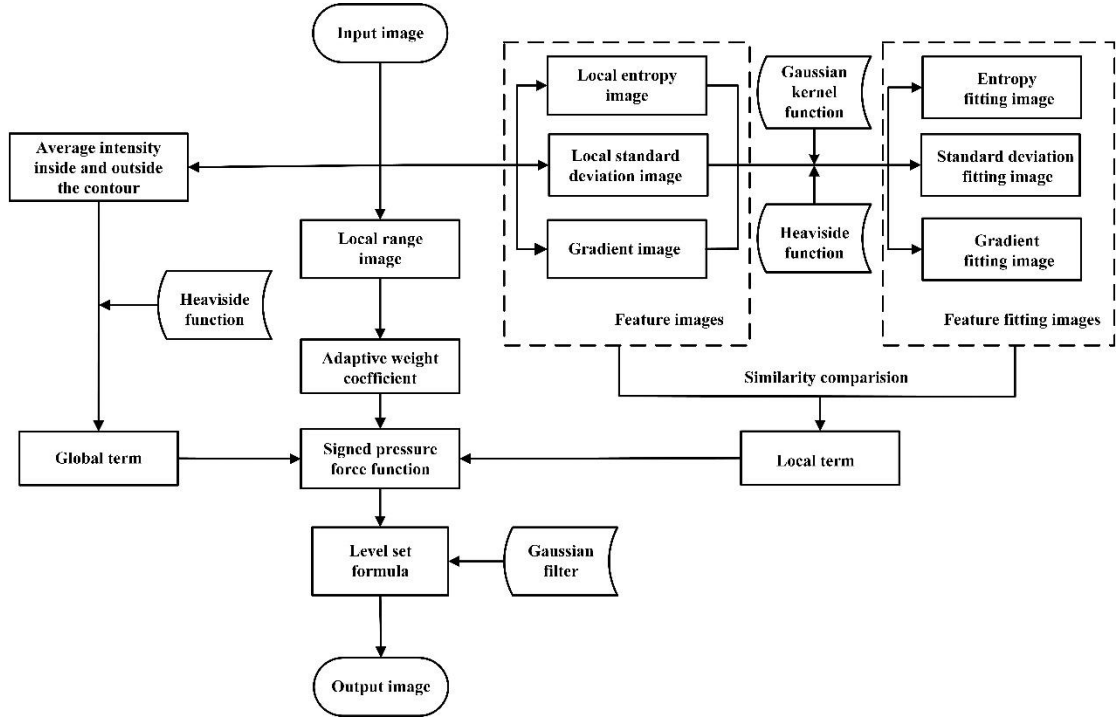 Input image
Local entropy
image
Gaussian
kernel
function
Entropy
fitting image
Average intensity
inside and outside
the contour
Local standard
deviation image
Standard deviation
fitting image
Local range
image
Gradient image
Heaviside
function
Gradient
fitting image
Heaviside
function
Feature images
Feature fitting images
Adaptive weight
coefficient
Similarity comparision
Global term
Signed pressure
force function
Local term
Level set
formula
Gaussian
filter
Output image